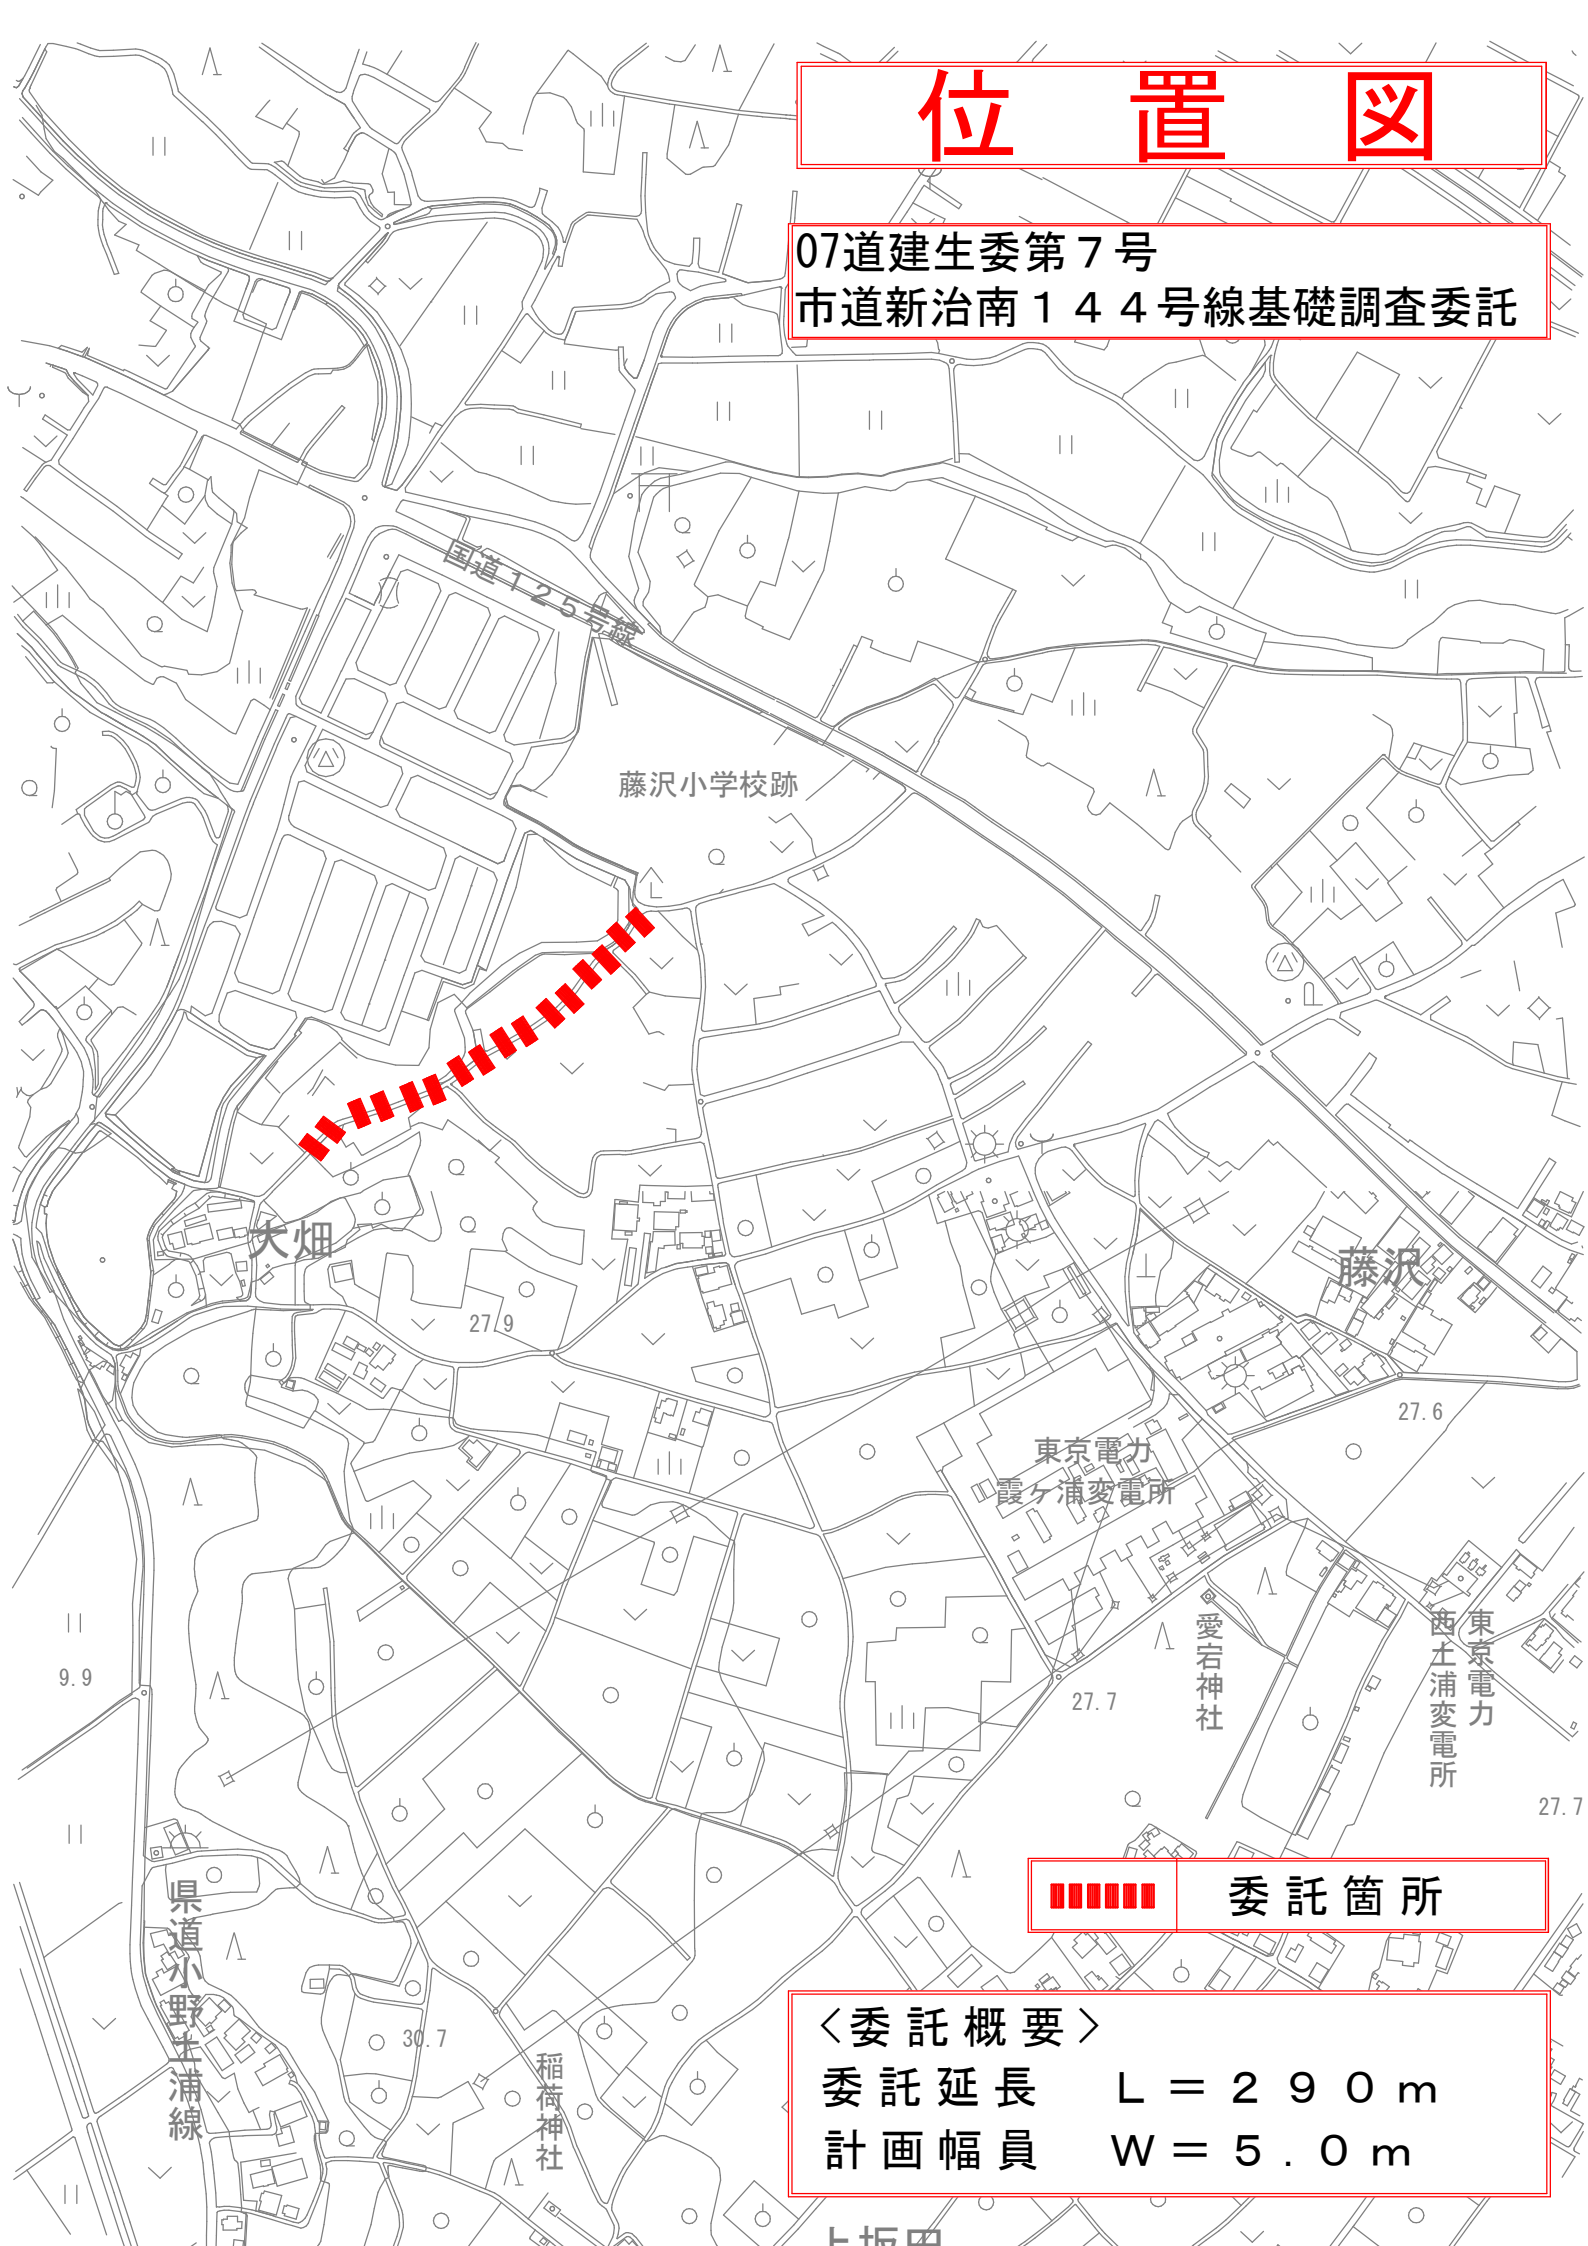 位置図
07道建生委第７号
市道新治南１４４号線基礎調査委託
国道１２５号線
藤沢小学校跡
大畑
藤沢
27.9
27.6
東京電力
霞ヶ浦変電所
愛宕神社
東京電力
西土浦変電所
9.9
27.7
27.7
委託箇所
県道小野土浦線
30.7
稲荷神社
<委託概要>
委託延長　Ｌ＝２９０ｍ
計画幅員　Ｗ＝５．０ｍ
上坂田